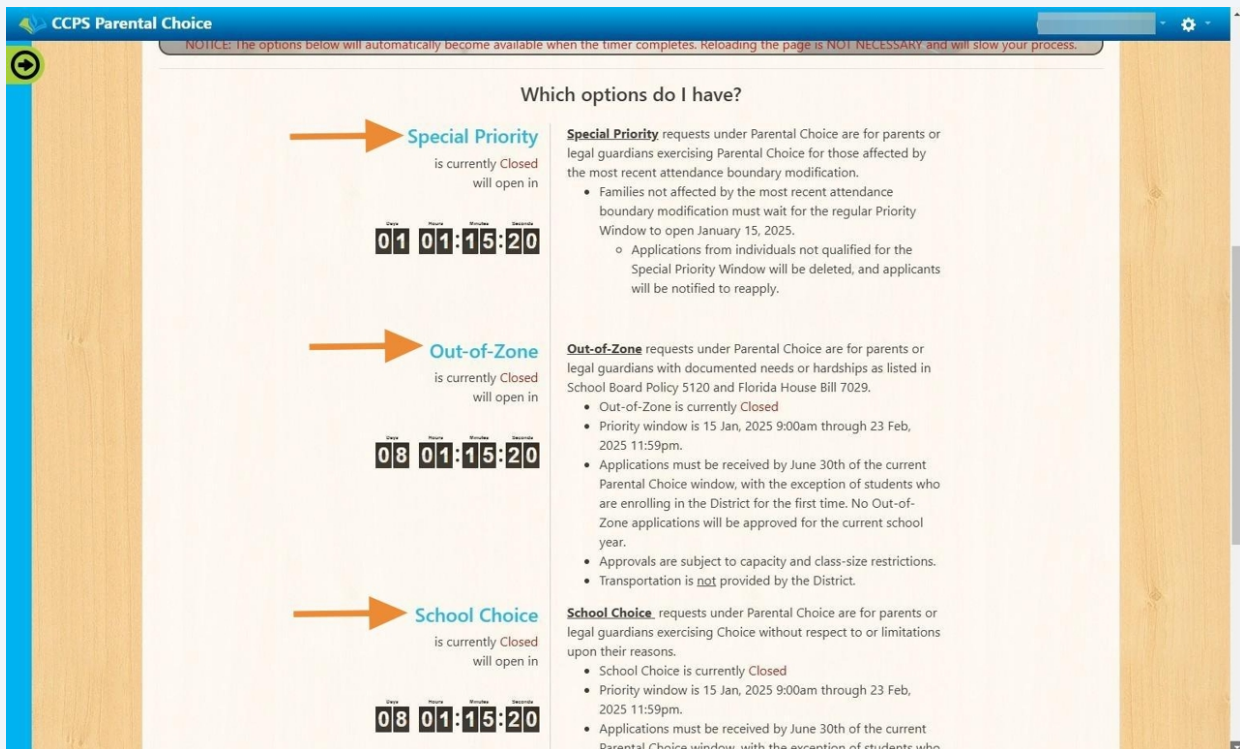 CCPS Parental Choice
NOTICE: The options below will automatically become available when the timer completes. Reloading the page is NOT NECESSARY and will slow your process.
Which options do I have?
Special Priority
is currently Closed
will open in
Days Hours Minutes Seconds
01 01:15:20
Special Priority requests under Parental Choice are for parents or
legal guardians exercising Parental Choice for those affected by
the most recent attendance boundary modification.
• Families not affected by the most recent attendance
boundary modification must wait for the regular Priority
Window to open January 15, 2025.
○ Applications from individuals not qualified for the
Special Priority Window will be deleted, and applicants
will be notified to reapply.
Out-of-Zone
is currently Closed
will open in
Days Hours Minutes Seconds
08 01:15:20
Out-of-Zone requests under Parental Choice are for parents or
legal guardians with documented needs or hardships as listed in
School Board Policy 5120 and Florida House Bill 7029.
• Out-of-Zone is currently Closed
• Priority window is 15 Jan, 2025 9:00am through 23 Feb,
2025 11:59pm.
• Applications must be received by June 30th of the current
Parental Choice window, with the exception of students who
are enrolling in the District for the first time. No Out-of-
Zone applications will be approved for the current school
year.
• Approvals are subject to capacity and class-size restrictions.
• Transportation is not provided by the District.
School Choice
is currently Closed
will open in
Days Hours Minutes Seconds
08 01:15:20
School Choice requests under Parental Choice are for parents or
legal guardians exercising Choice without respect to or limitations
upon their reasons.
• School Choice is currently Closed
• Priority window is 15 Jan, 2025 9:00am through 23 Feb,
2025 11:59pm.
• Applications must be received by June 30th of the current
Parental Choice window, with the exception of students who